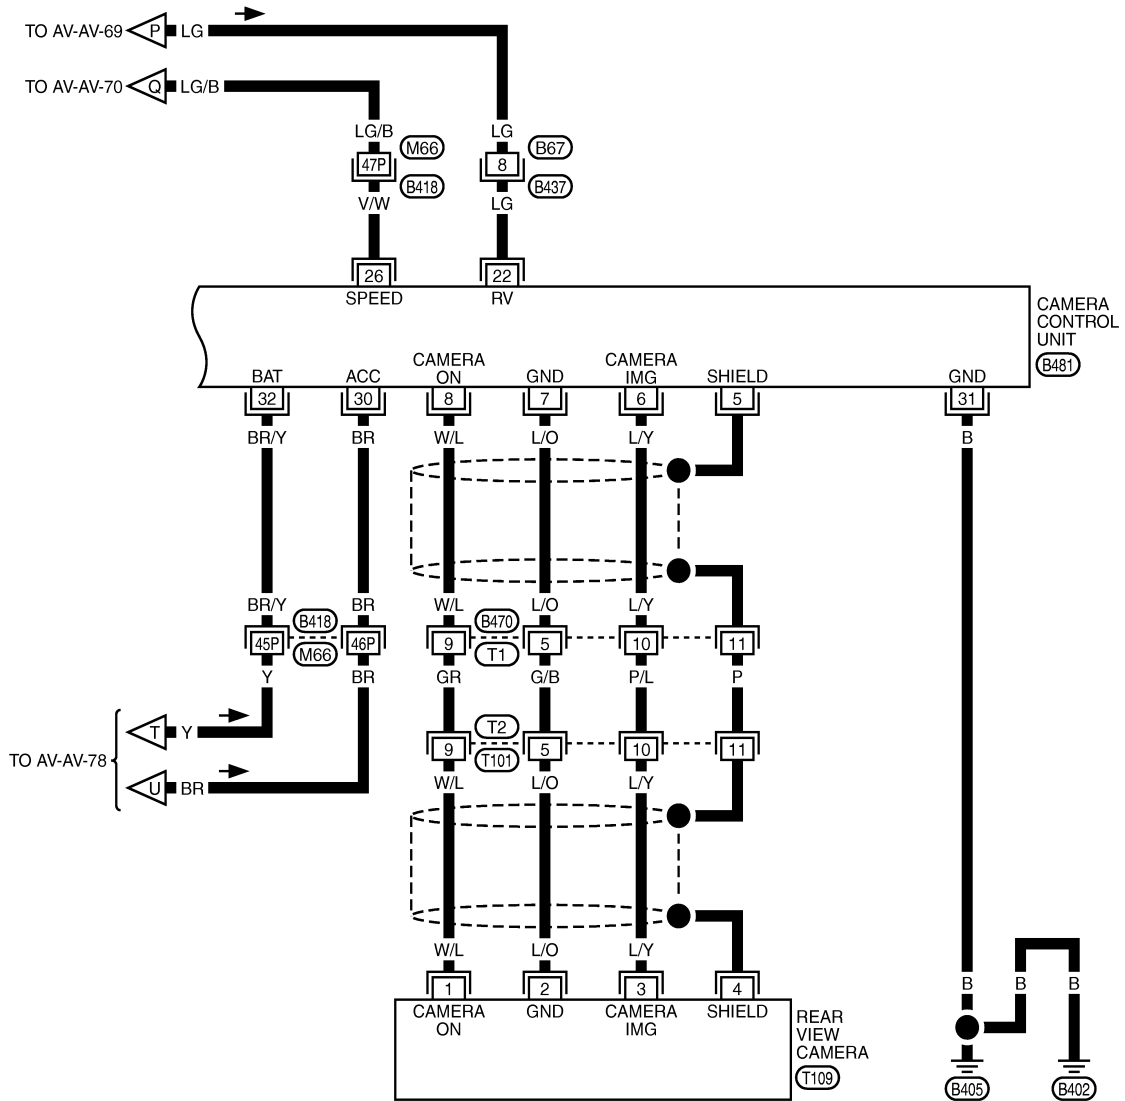 TO AV-AV-69 P LG
TO AV-AV-70 Q LG/B
LG/B LG
M66 B67
47P 8
B418 B437
V/W LG
26 22
SPEED RV
CAMERA
CONTROL
UNIT
B481
CAMERA CAMERA
BAT ACC ON GND IMG SHIELD GND
32 30 8 7 6 5 31
BR/Y BR W/L L/O L/Y B
BR/Y BR W/L L/O L/Y
B418 B470
45P 46P 9 5 10 11
M66 T1
Y BR GR G/B P/L P
T2
T Y
9 5 10 11
T101
TO AV-AV-78
W/L L/O L/Y
U BR
W/L L/O L/Y
B B B
1 2 3 4
CAMERA GND CAMERA SHIELD
ON IMG
REAR
VIEW
CAMERA
T109
B405 B402